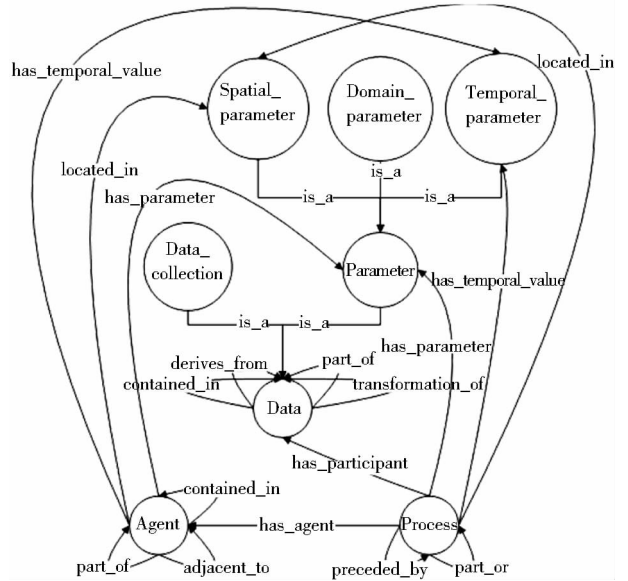 located_in
has_temporal_value
Spatial_
parameter
Domain_
parameter
Temporal_
parameter
located_in
is_a
has_parameter
is_a
is_a
Data_
collection
Parameter
has_temporal_value
is_a
is_a
has_parameter
derives_from
part_of
contained_in
transformation_of
Data
has_participant
contained_in
Agent
has_agent
Process
part_of
adjacent_to
preceded_by
part_or